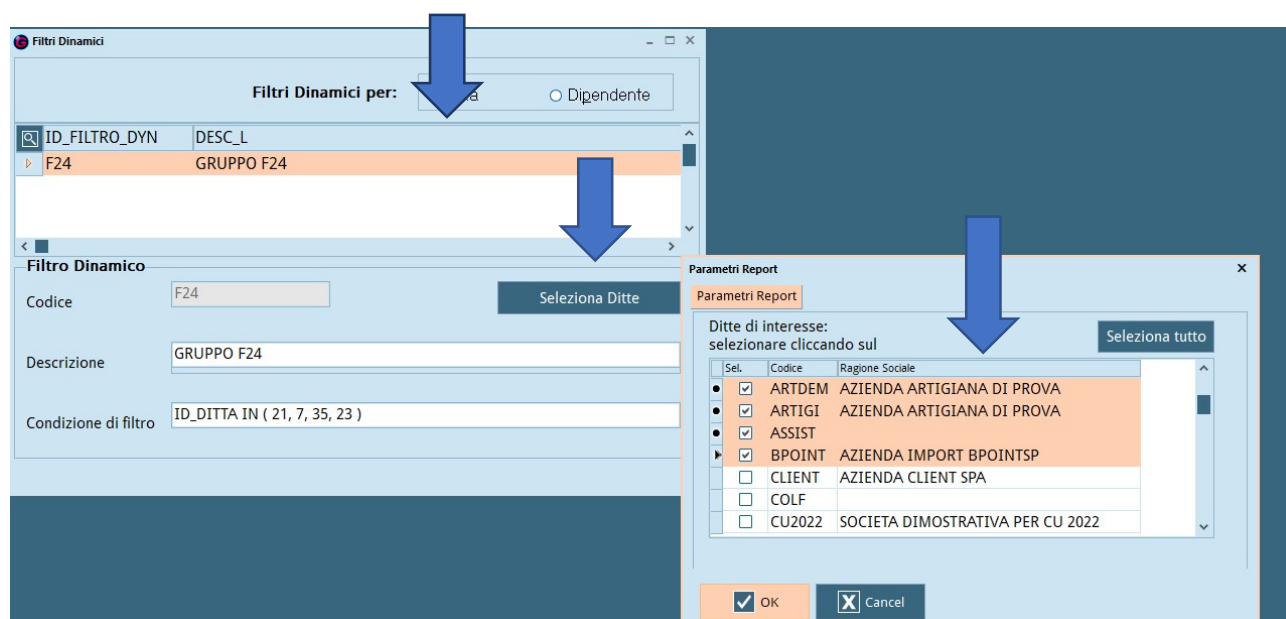 Filtri Dinamici
Filtri Dinamici per:
Dipendente
ID_FILTRO_DYN DESC_L
F24 GRUPPO F24
Filtro Dinamico
Codice F24 Seleziona Ditte
Descrizione GRUPPO F24
Condizione di filtro ID_DITTA IN ( 21, 7, 35, 23 )
Parametri Report
Parametri Report
Ditte di interesse:
selezionare cliccando sul
Seleziona tutto
Sel. Codice Ragione Sociale
ARTDEM AZIENDA ARTIGIANA DI PROVA
ARTIGI AZIENDA ARTIGIANA DI PROVA
ASSIST
BPOINT AZIENDA IMPORT BPOINTSP
CLIENT AZIENDA CLIENT SPA
COLF
CU2022 SOCIETA DIMOSTRATIVA PER CU 2022
OK Cancel